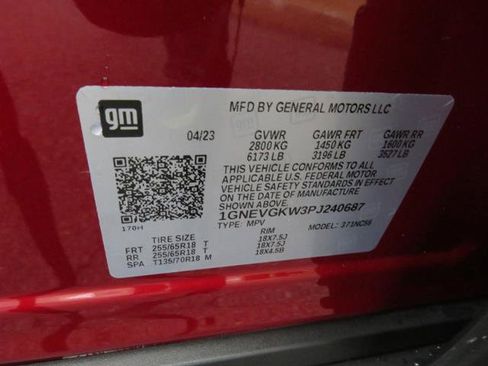 gm
MFD BY GENERAL MOTORS LLC
04/23 GVWR GAWR FRT GAWR RR
2800 KG 1450 KG 1600 KG
6173 LB 3196 LB 3527 LB
THIS VEHICLE CONFORMS TO ALL
APPLICABLE U.S. FEDERAL MOTOR
VEHICLE SAFETY STANDARDS IN EFFECT
ON THE DATE OF MANUFACTURE
SHOWN ABOVE.
1GNEVGKW3PJ240687
170H
TYPE: MPV MODEL: 371NC56
TIRE SIZE RIM
FRT 255/65R18 T 18X7.5J
RR 255/65R18 T 18X7.5J
SPA T135/70R18 M 18X4.5B